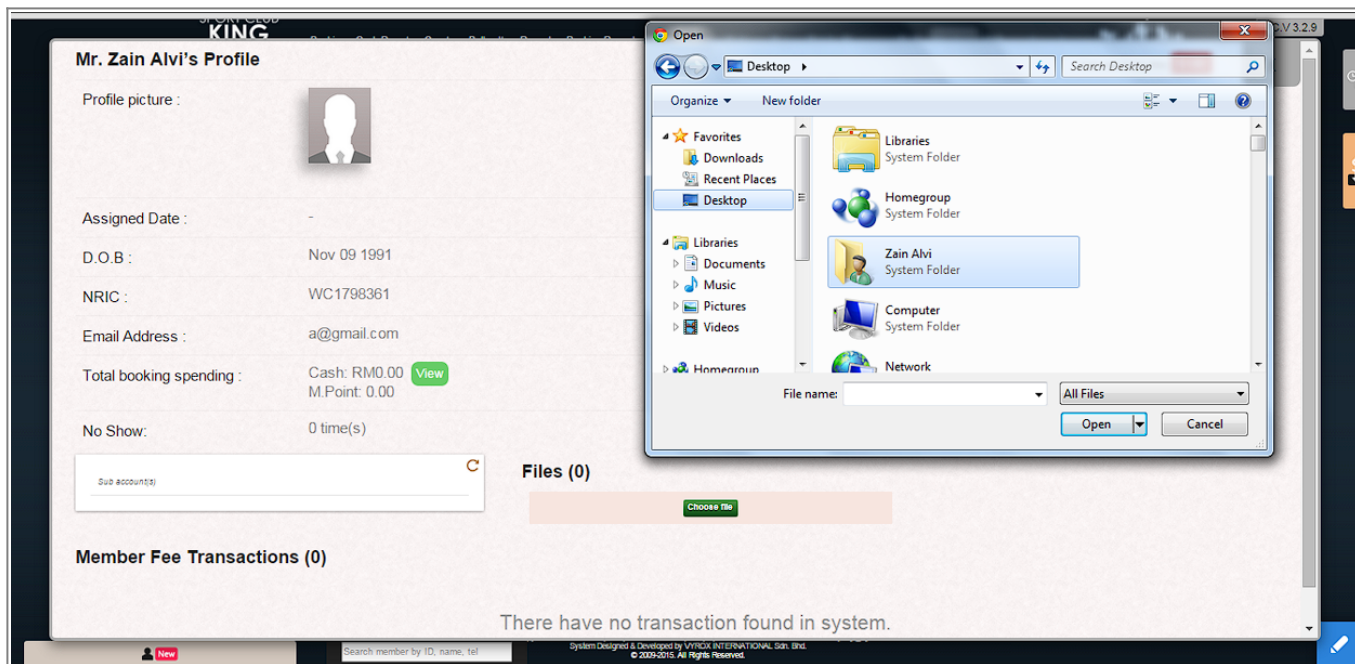 SPORT CLUB
KING
C.V 3.2.9
Mr. Zain Alvi's Profile
Profile picture :
Assigned Date :
-
D.O.B :
Nov 09 1991
NRIC :
WC1798361
Email Address :
a@gmail.com
Total booking spending :
Cash: RM0.00 View
M.Point: 0.00
No Show:
0 time(s)
Sub account(s)
Files (0)
Choose file
Member Fee Transactions (0)
There have no transaction found in system.
New
Search member by ID, name, tel
System Designed & Developed by VYROX INTERNATIONAL Sdn. Bhd.
© 2009-2015. All Rights Reserved.
Open
x
Desktop
Search Desktop
Organize
New folder
Favorites
Downloads
Recent Places
Desktop
Libraries
Documents
Music
Pictures
Videos
Homegroup
Libraries
System Folder
Homegroup
System Folder
Zain Alvi
System Folder
Computer
System Folder
Network
File name:
All Files
Open
Cancel